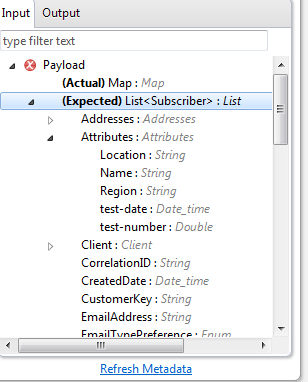 Input Output
type filter text
Payload
(Actual) Map : Map
(Expected) List<Subscriber> : List
Addresses : Addresses
Attributes : Attributes
Location : String
Name : String
Region : String
test-date : Date_time
test-number : Double
Client : Client
CorrelationID : String
CreatedDate : Date_time
CustomerKey : String
EmailAddress : String
EmailTypePreference : Enum
Refresh Metadata